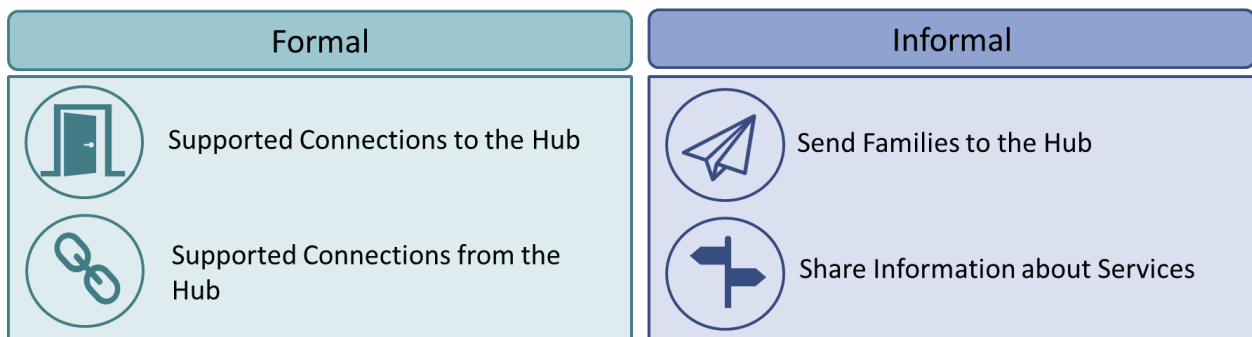 Formal
Supported Connections to the Hub
Supported Connections from the
Hub
Informal
Send Families to the Hub
Share Information about Services